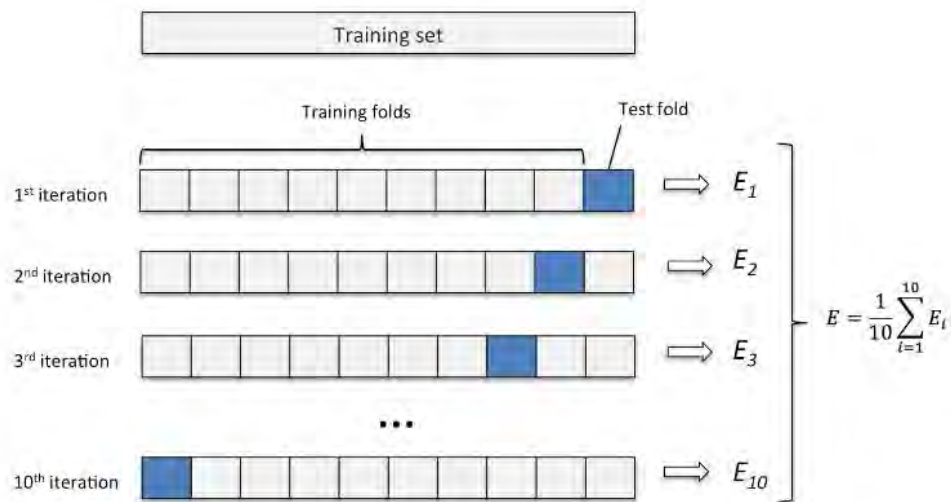 Training set
Training folds
Test fold
1st iteration
E1
2nd iteration
E2
3rd iteration
E3
E = 1/10 ∑ i=1 10 Ei
...
10th iteration
E10